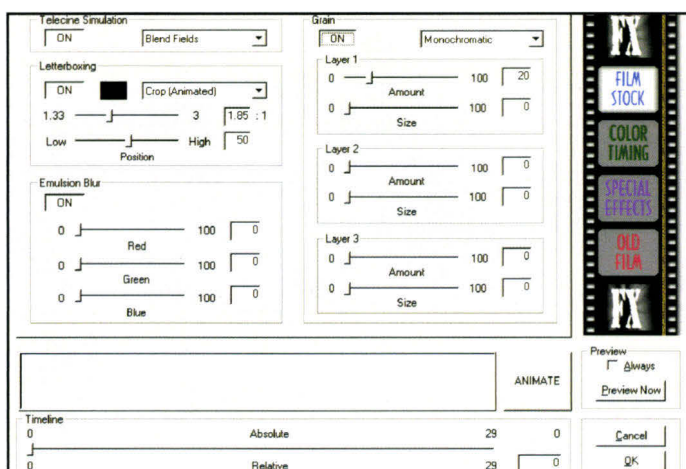 Telecine Simulation
ON Blend Fields
Letterboxing
ON Crop (Animated)
1.33 3 1.85 : 1
Low High 50
Position
Emulsion Blur
ON
0 100 0
Red
0 100 0
Green
0 100 0
Blue
Grain
ON Monochromatic
Layer 1
0 100 20
Amount
0 100 0
Size
Layer 2
0 100 0
Amount
0 100 0
Size
Layer 3
0 100 0
Amount
0 100 0
Size
FX
FILM
STOCK
COLOR
TIMING
SPECIAL
EFFECTS
OLD
FILM
FX
ANIMATE
Preview
Always
Preview Now
Timeline
0 Absolute 29 0
0 Relative 29 0
Cancel
OK